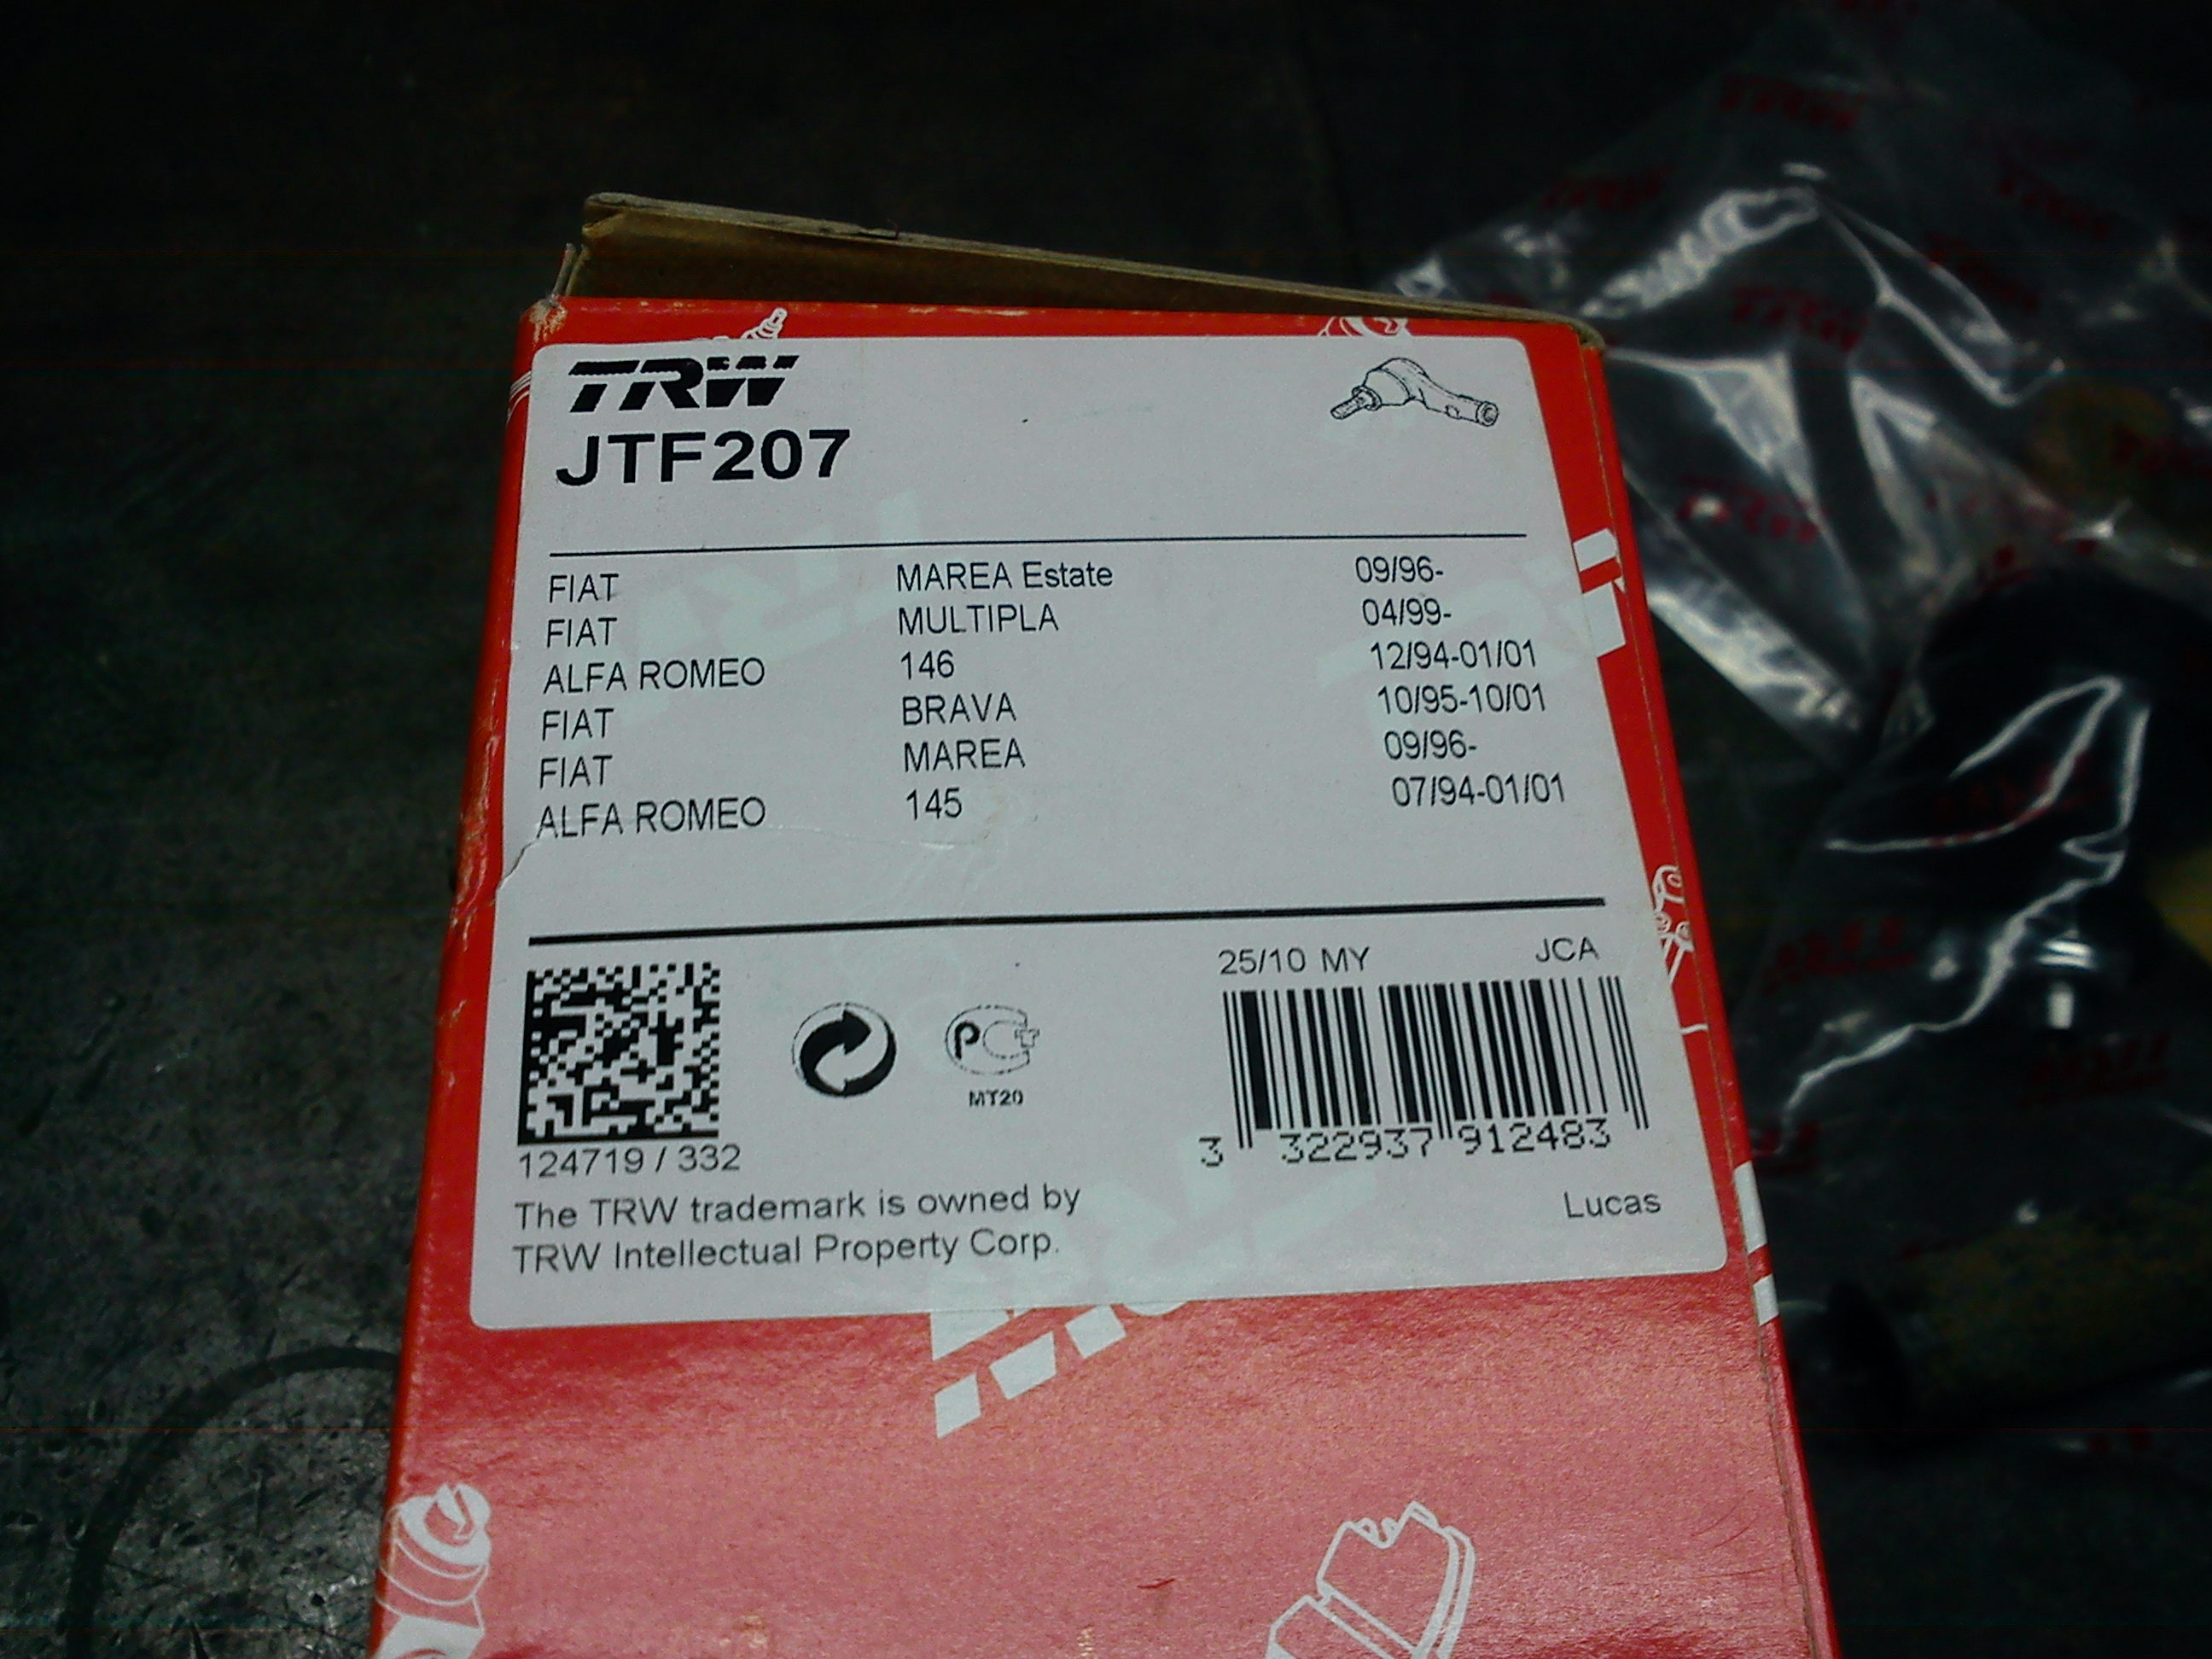 TRW
JTF207
FIAT MAREA Estate 09/96-
FIAT MULTIPLA 04/99-
ALFA ROMEO 146 12/94-01/01
FIAT BRAVA 10/95-10/01
FIAT MAREA 09/96-
ALFA ROMEO 145 07/94-01/01
25/10 MY JCA
MT20
3 322937 912483
124719 / 332
The TRW trademark is owned by
TRW Intellectual Property Corp.
Lucas